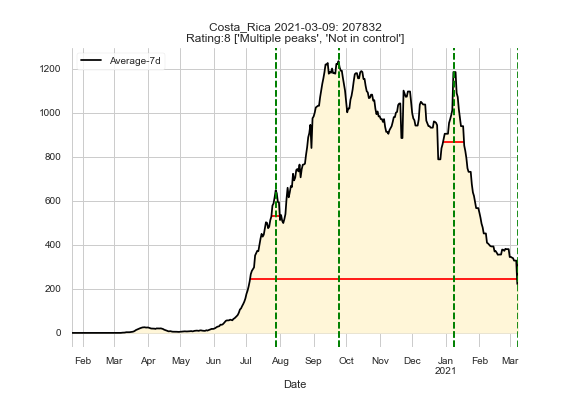 Costa_Rica 2021-03-09: 207832
Rating:8 ['Multiple peaks', 'Not in control']
Average-7d
1200
1000
800
600
400
200
0
Feb Mar Apr May Jun Jul Aug Sep Oct Nov Dec Jan Feb Mar
2021
Date